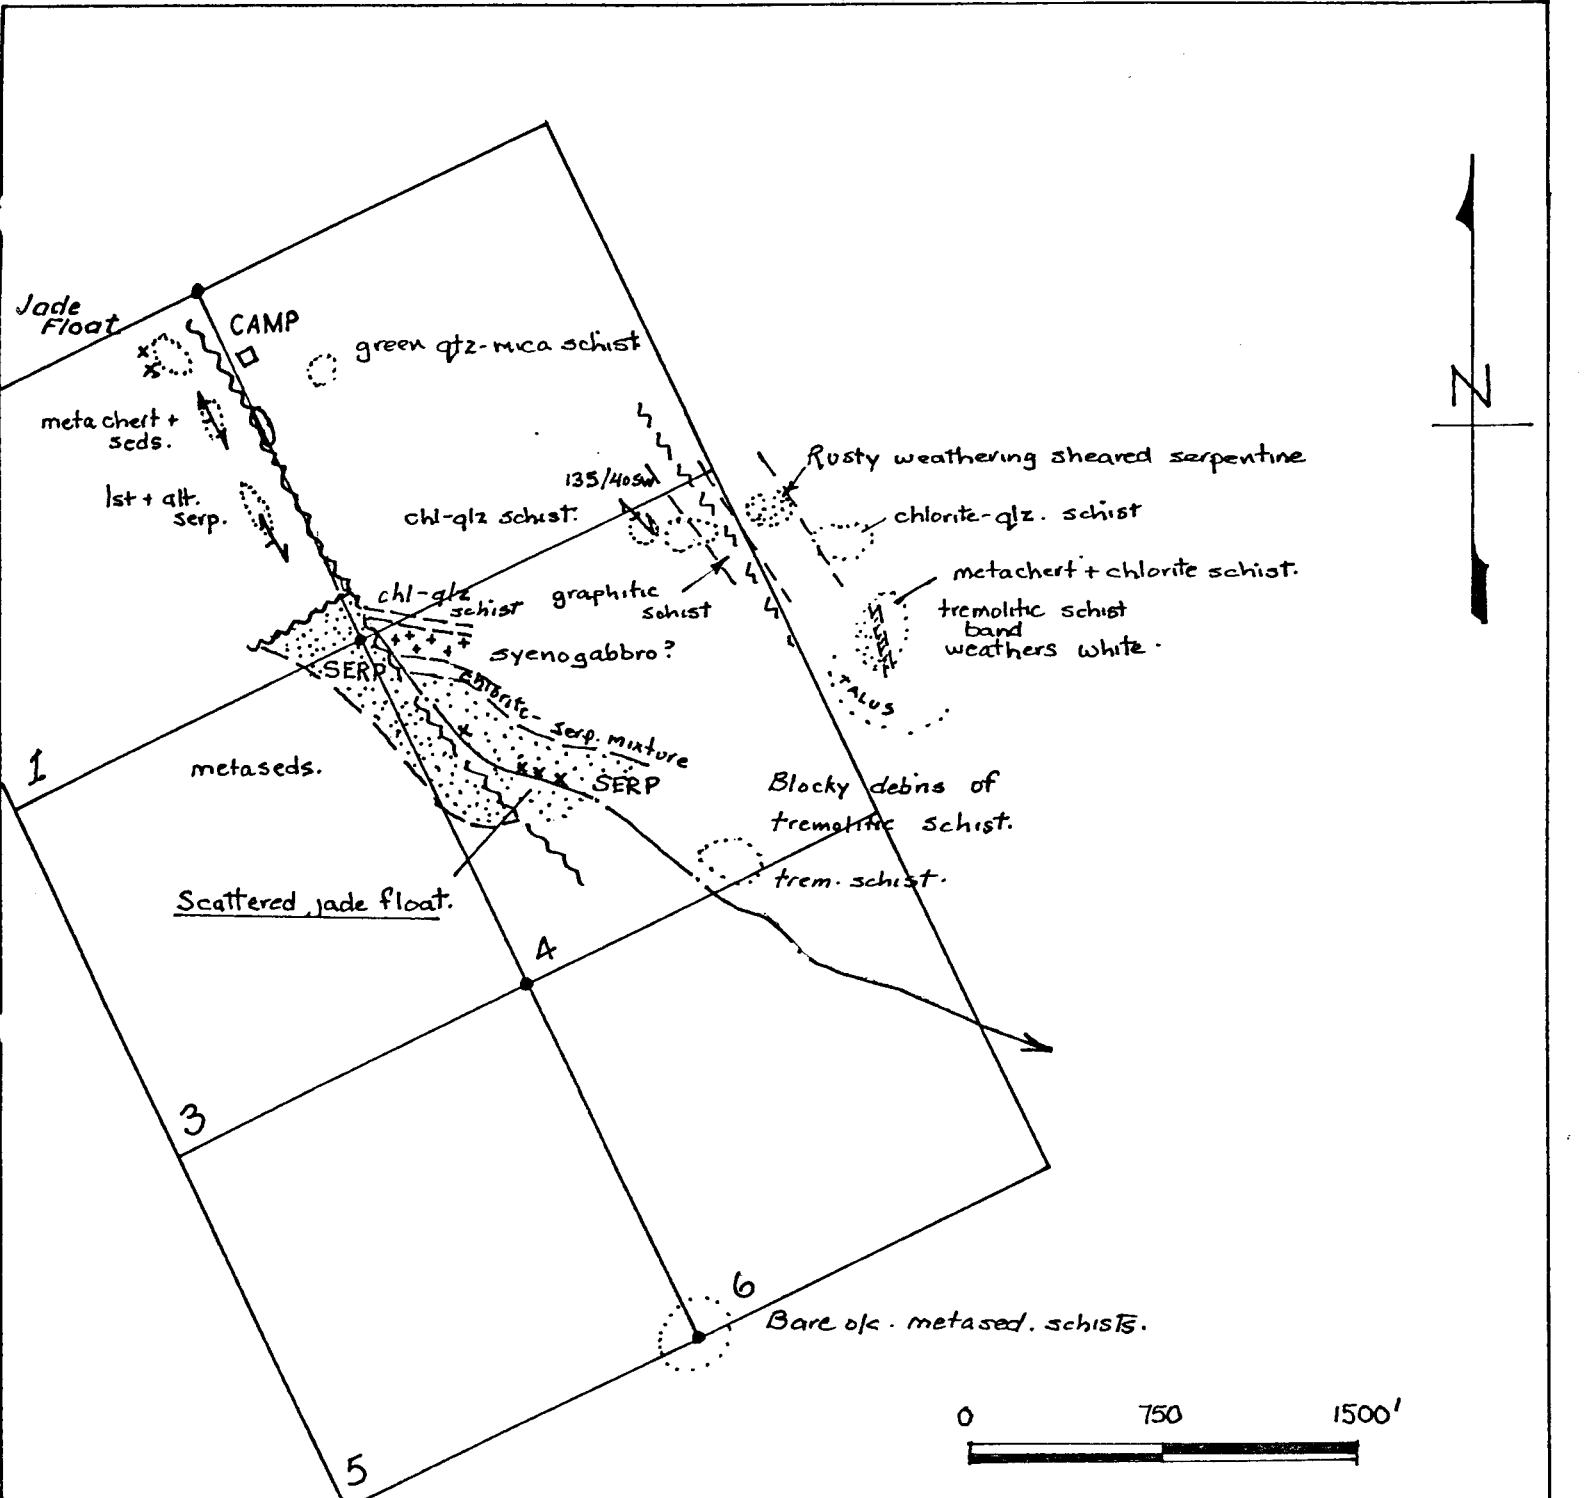 Jade
Float
CAMP
green qtz-mica schist
N
metachert +
seds.
Rusty weathering sheared serpentine
135/40SW
lst + alt.
serp.
chl-qtz schist.
chlorite-qtz. schist
metachert + chlorite schist.
chl-qtz
schist
graphitic
schist
tremolitic schist
band
weathers white.
syenogabbro?
SERP.
chlorite-
serp. mixture
TALUS
1
metaseds.
SERP
Blocky debris of
tremolitic schist.
trem. schist.
Scattered jade float.
4
3
6
Bare o/c. metased. schists.
0 750 1500'
5